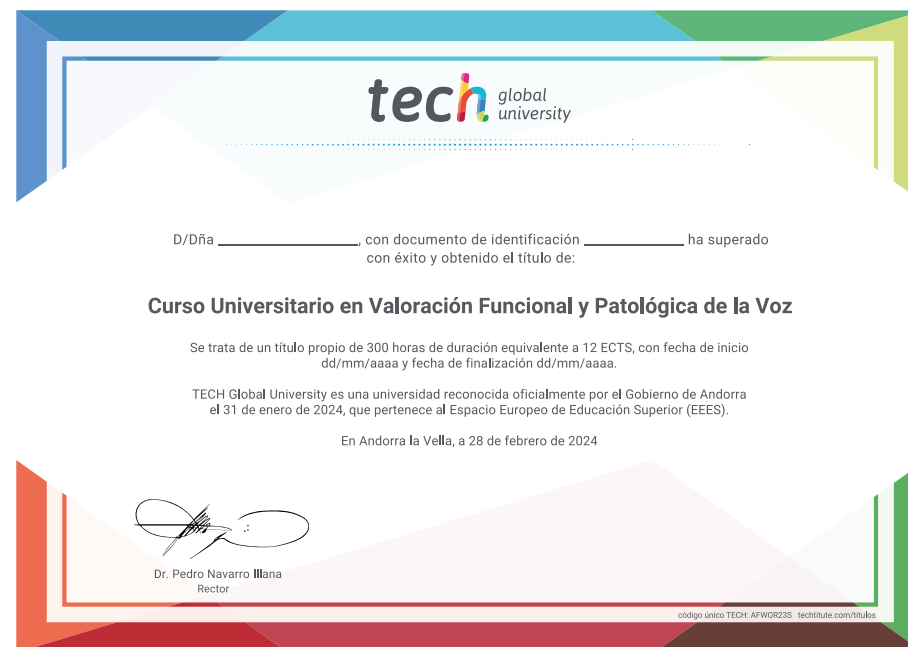 tech global university
D/Dña ____________________, con documento de identificación ______________ ha superado
con éxito y obtenido el título de:
Curso Universitario en Valoración Funcional y Patológica de la Voz
Se trata de un título propio de 300 horas de duración equivalente a 12 ECTS, con fecha de inicio
dd/mm/aaaa y fecha de finalización dd/mm/aaaa.
TECH Global University es una universidad reconocida oficialmente por el Gobierno de Andorra
el 31 de enero de 2024, que pertenece al Espacio Europeo de Educación Superior (EEES).
En Andorra la Vella, a 28 de febrero de 2024
Dr. Pedro Navarro Illana
Rector
código único TECH: AFWOR23S techtitute.com/titulos